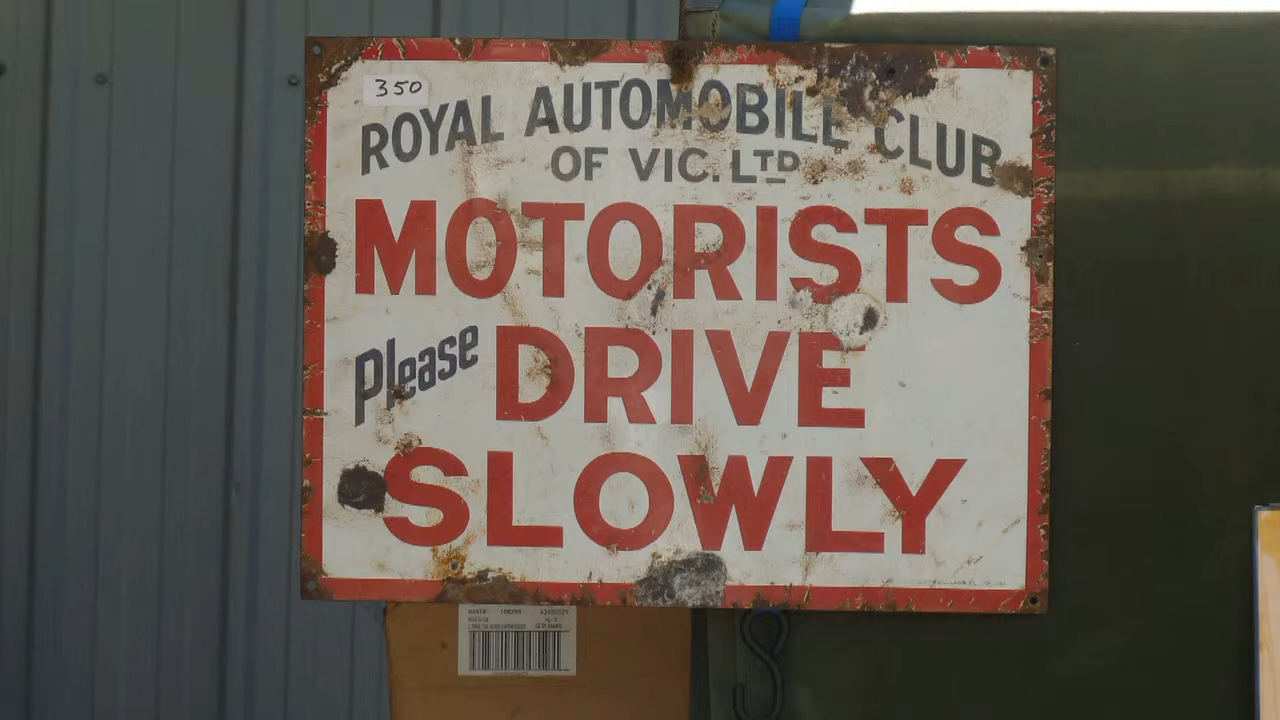 350
ROYAL AUTOMOBILE CLUB
OF VIC. LTD
MOTORISTS
Please DRIVE
SLOWLY